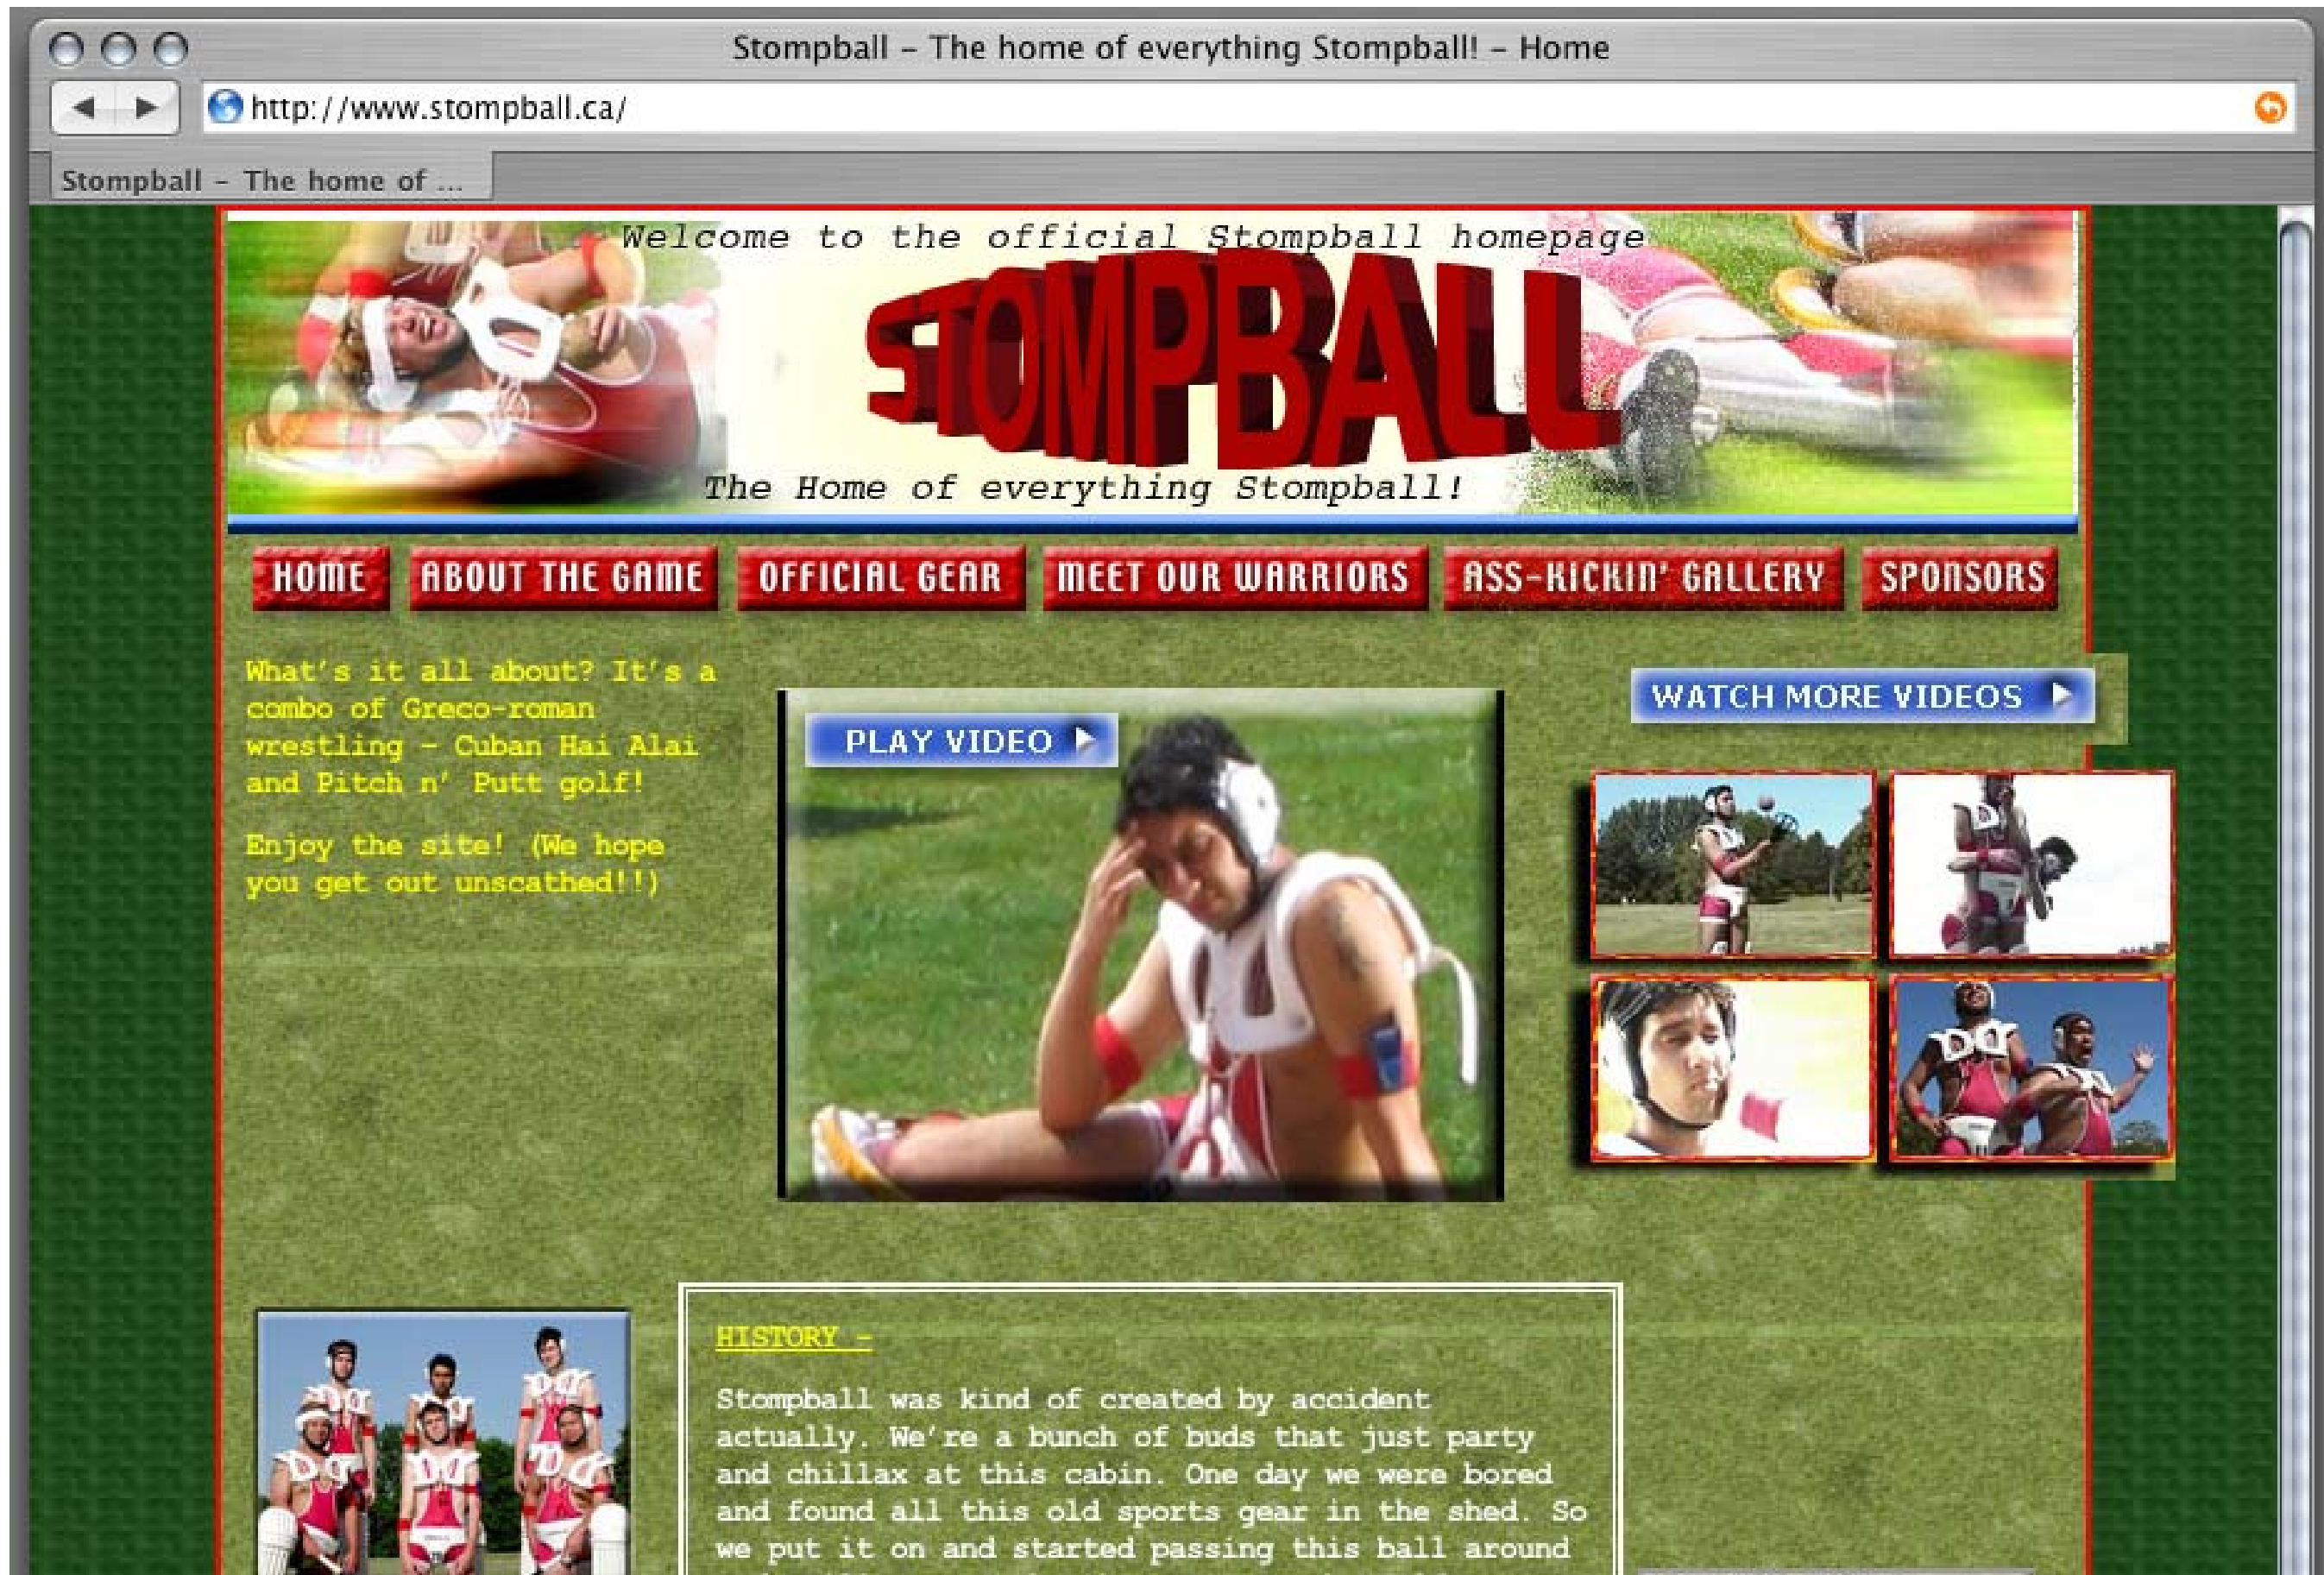 Stompball – The home of everything Stompball! – Home
http://www.stompball.ca/
Stompball – The home of ...
Welcome to the official Stompball homepage
STOMPBALL
The Home of everything Stompball!
HOME
ABOUT THE GAME
OFFICIAL GEAR
MEET OUR WARRIORS
ASS-KICKIN' GALLERY
SPONSORS
What's it all about? It's a
combo of Greco-roman
wrestling - Cuban Hai Alai
and Pitch n' Putt golf!
Enjoy the site! (We hope
you get out unscathed!!)
PLAY VIDEO
WATCH MORE VIDEOS
HISTORY -
Stompball was kind of created by accident
actually. We're a bunch of buds that just party
and chillax at this cabin. One day we were bored
and found all this old sports gear in the shed. So
we put it on and started passing this ball around